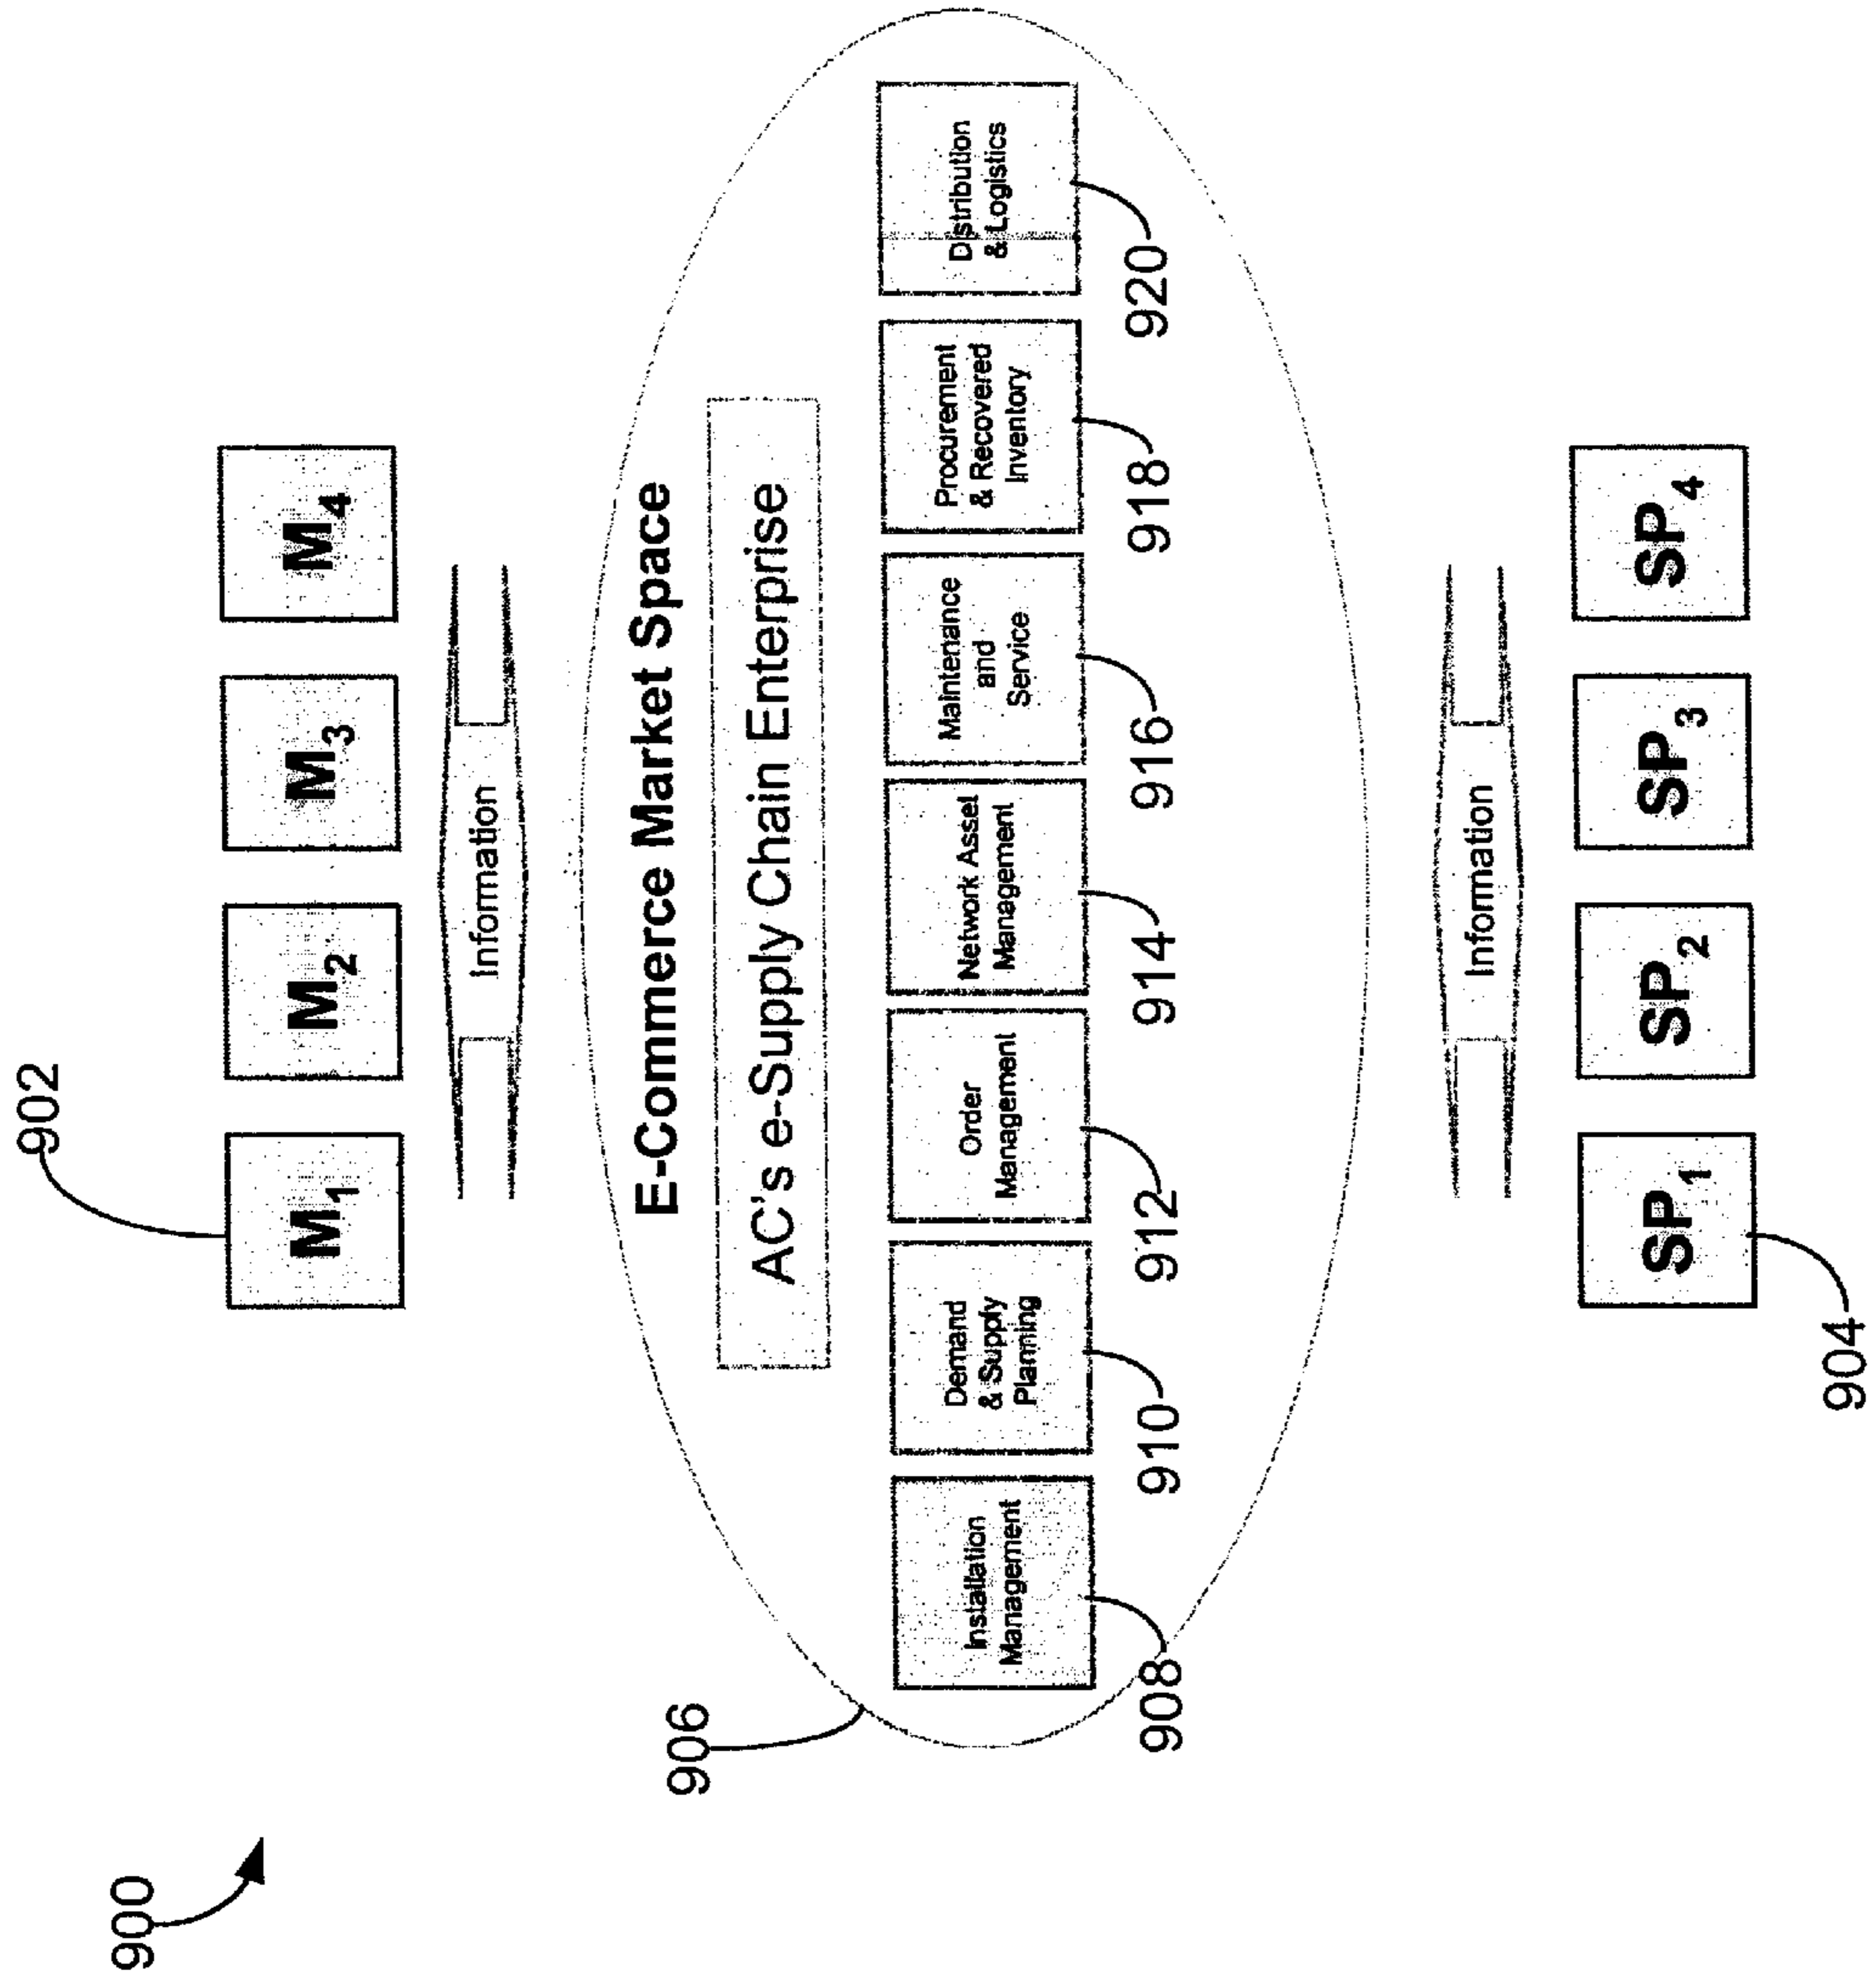 900
902
M1
M2
M3
M4
Information
906
E-Commerce Market Space
AC's e-Supply Chain Enterprise
Installation
Management
Demand
& Supply
Planning
Order
Management
Network Asset
Management
Maintenance
and
Service
Procurement
& Recovered
Inventory
Distribution
& Logistics
908
910
912
914
916
918
920
Information
SP1
SP2
SP3
SP4
904